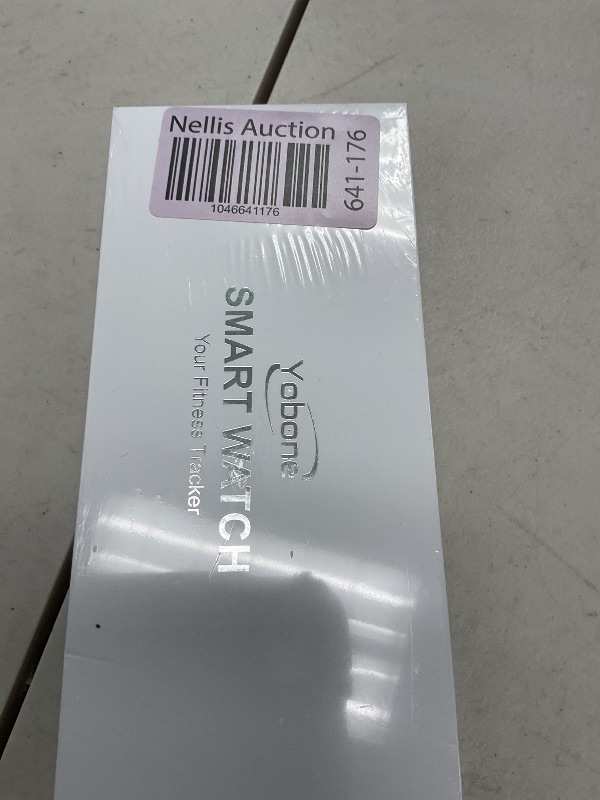 Nellis Auction
1046641176
641-176
Yobone
SMART WATCH
Your Fitness Tracker